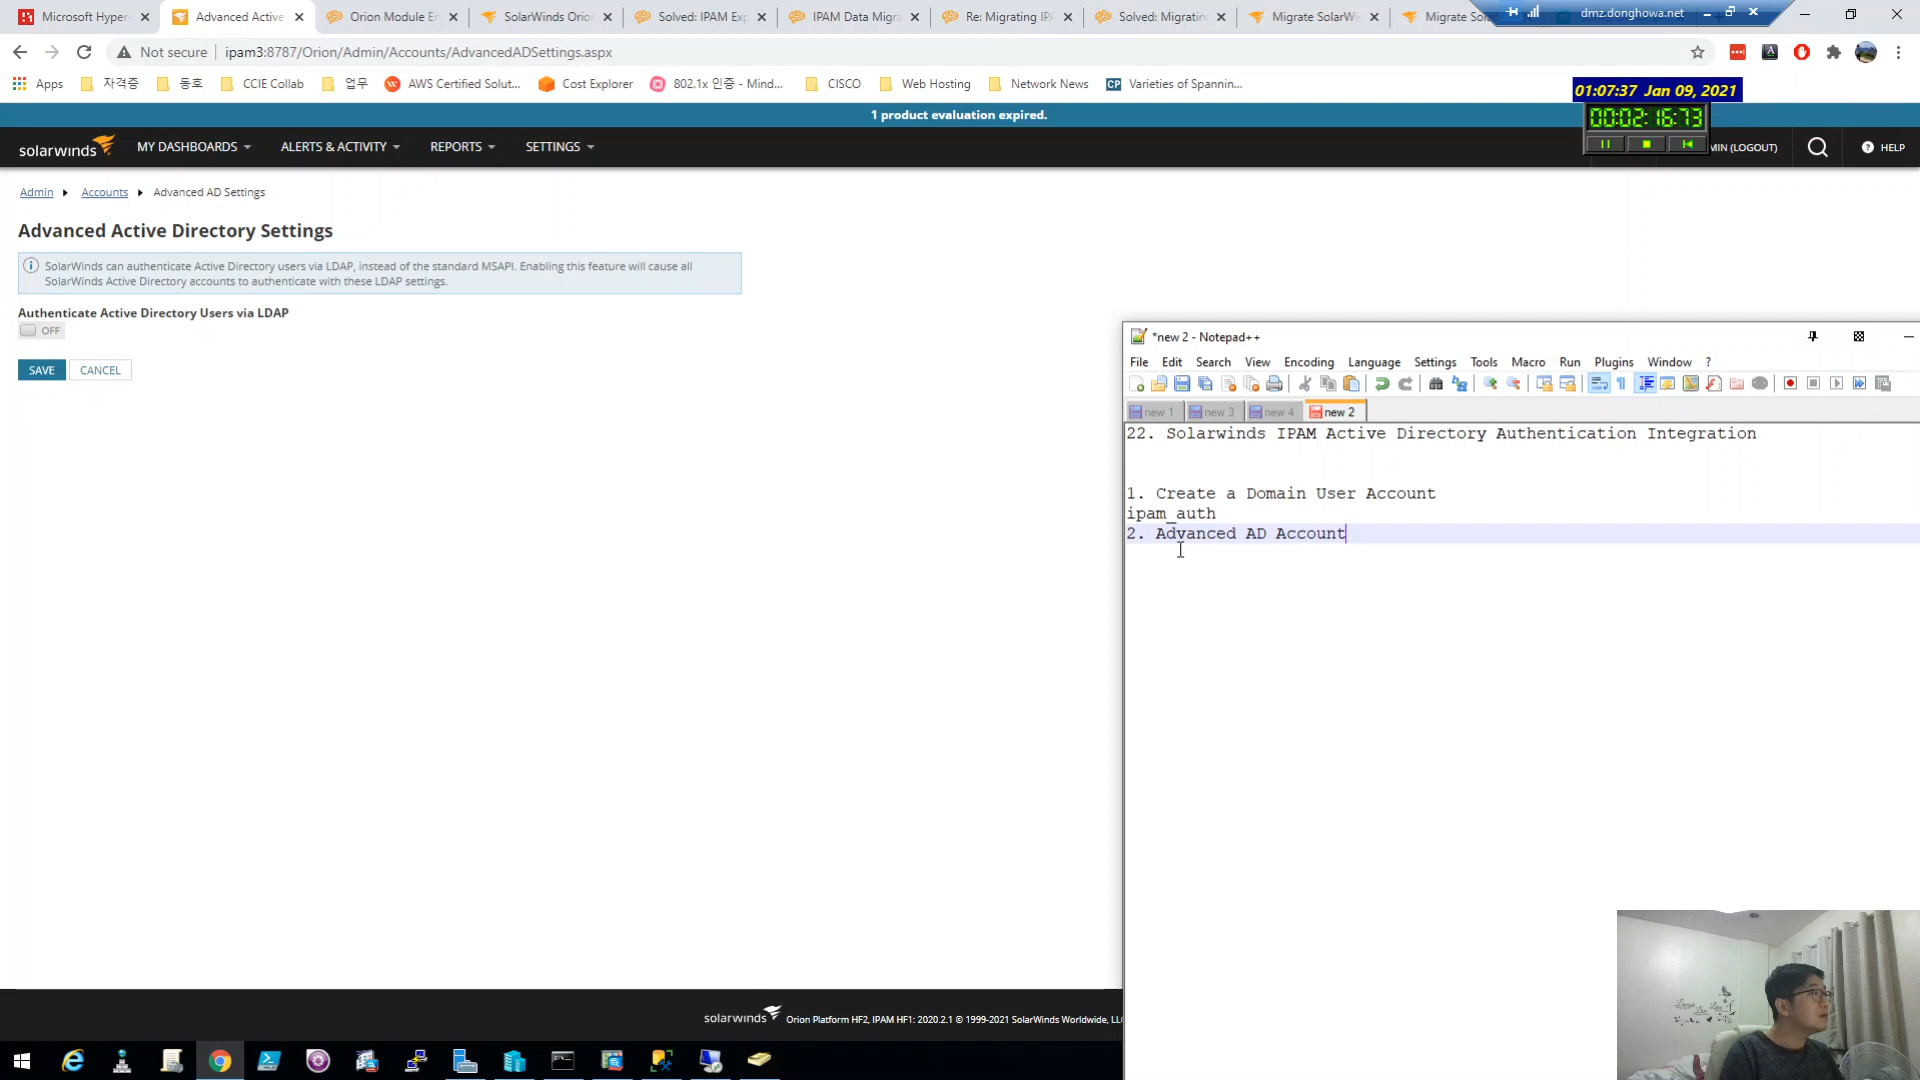 Microsoft Hyper-
Advanced Active
Orion Module E
SolarWinds Orio
Solved: IPAM Exp
IPAM Data Migra
Re: Migrating IPA
Solved: Migratin
Migrate SolarWi
Migrate Sol
dmz.donghowa.net
Not secure
ipam3:8787/Orion/Admin/Accounts/AdvancedADSettings.aspx
Apps
자격증
동호
CCIE Collab
업무
AWS Certified Solut...
Cost Explorer
802.1x 인증 - Mind...
CISCO
Web Hosting
Network News
CP
Varieties of Spannin...
01:07:37 Jan 09, 2021
00:02:16:73
1 product evaluation expired.
solarwinds
MY DASHBOARDS
ALERTS & ACTIVITY
REPORTS
SETTINGS
MIN (LOGOUT)
HELP
Admin
Accounts
Advanced AD Settings
Advanced Active Directory Settings
SolarWinds can authenticate Active Directory users via LDAP, instead of the standard MSAPI. Enabling this feature will cause all
SolarWinds Active Directory accounts to authenticate with these LDAP settings.
Authenticate Active Directory Users via LDAP
OFF
SAVE
CANCEL
*new 2 - Notepad++
File Edit Search View Encoding Language Settings Tools Macro Run Plugins Window ?
new 1
new 3
new 4
new 2
22. Solarwinds IPAM Active Directory Authentication Integration
1. Create a Domain User Account
ipam_auth
2. Advanced AD Account
solarwinds
Orion Platform HF2, IPAM HF1: 2020.2.1 © 1999-2021 SolarWinds Worldwide, LLC